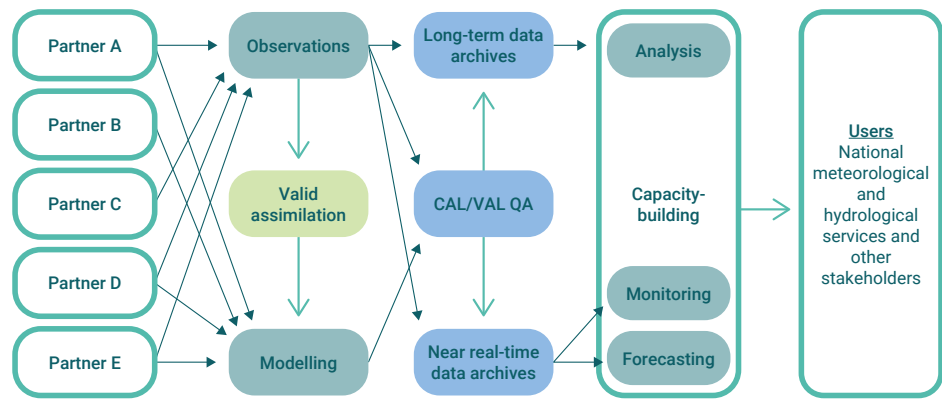 Partner A
Partner B
Partner C
Partner D
Partner E
Observations
Valid
assimilation
Modelling
Long-term data
archives
CAL/VAL QA
Near real-time
data archives
Analysis
Capacity-
building
Monitoring
Forecasting
Users
National
meteorological
and
hydrological
services and
other
stakeholders